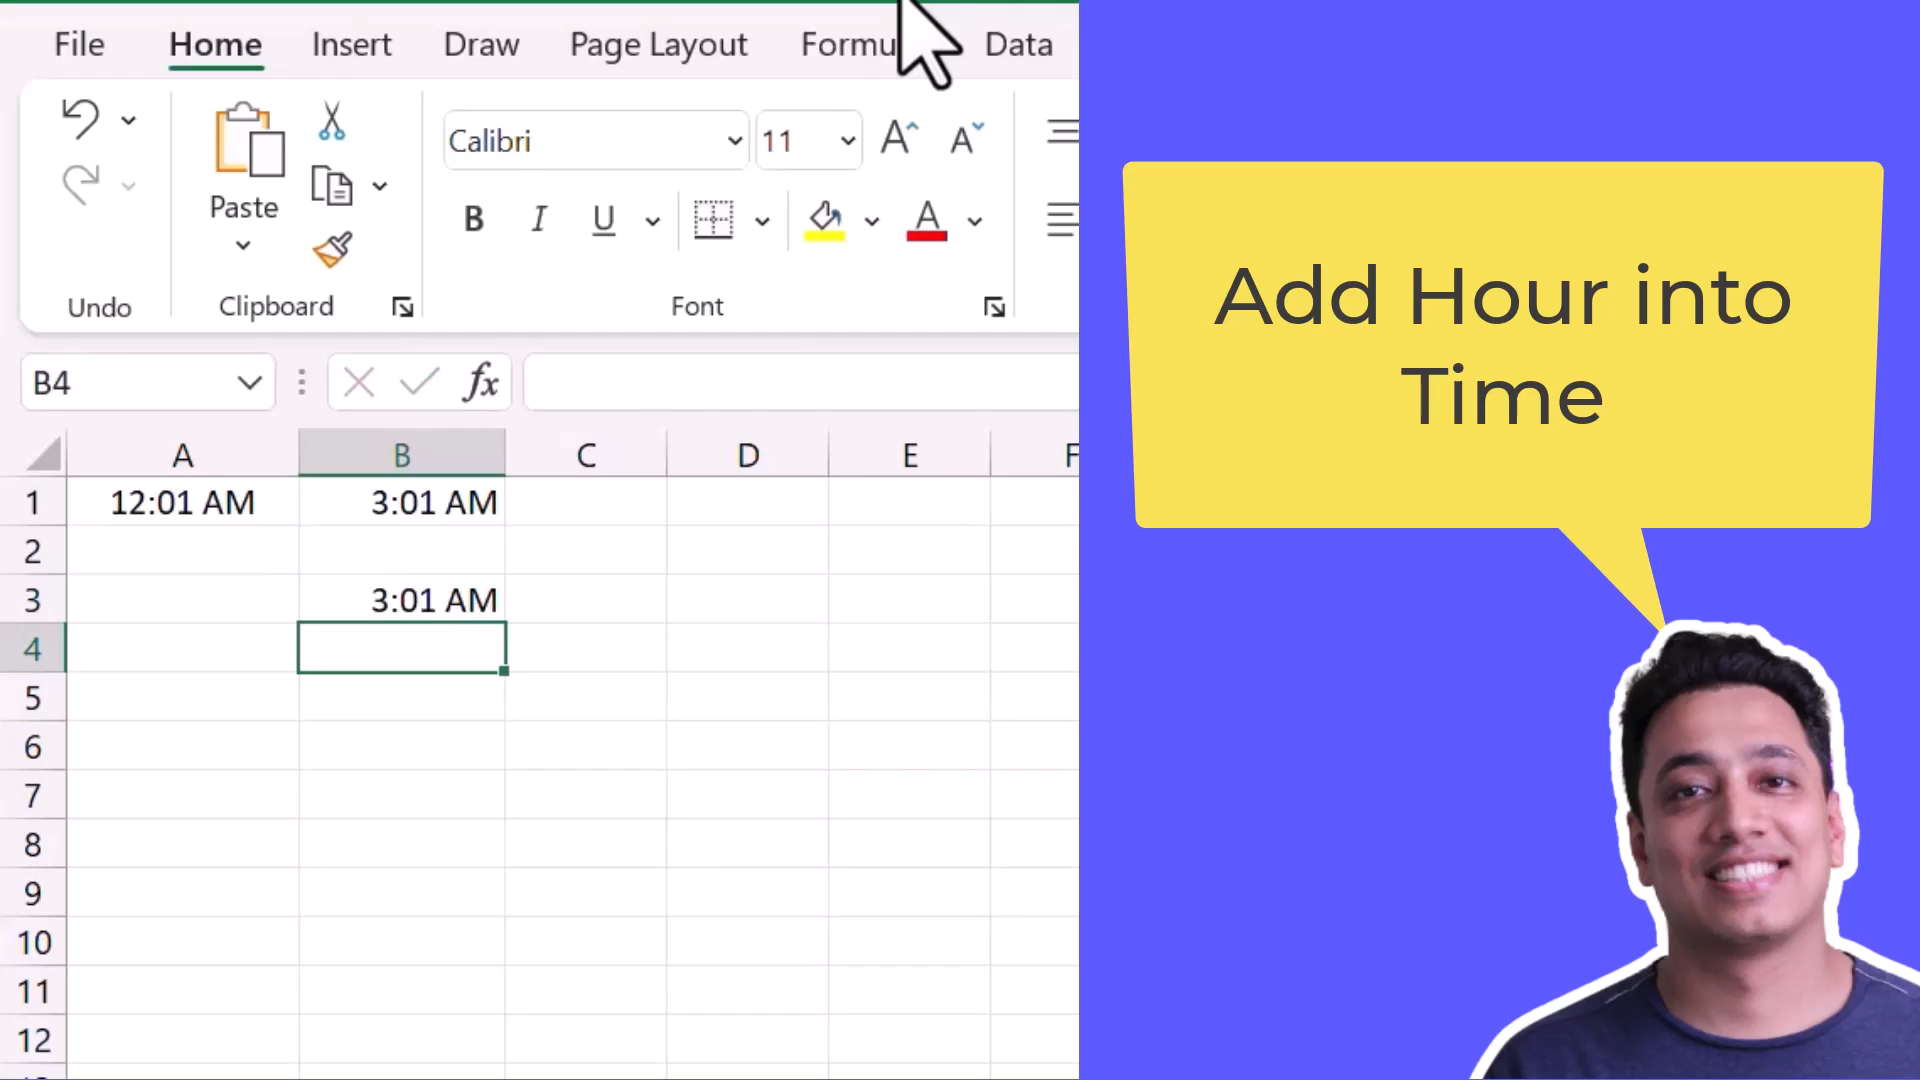 File Home Insert Draw Page Layout Formu Data
Calibri 11
Paste
B I U A
Undo Clipboard Font
B4 fx
A B C D E F
1 12:01 AM 3:01 AM
2
3 3:01 AM
4
5
6
7
8
9
10
11
12
Add Hour into
Time